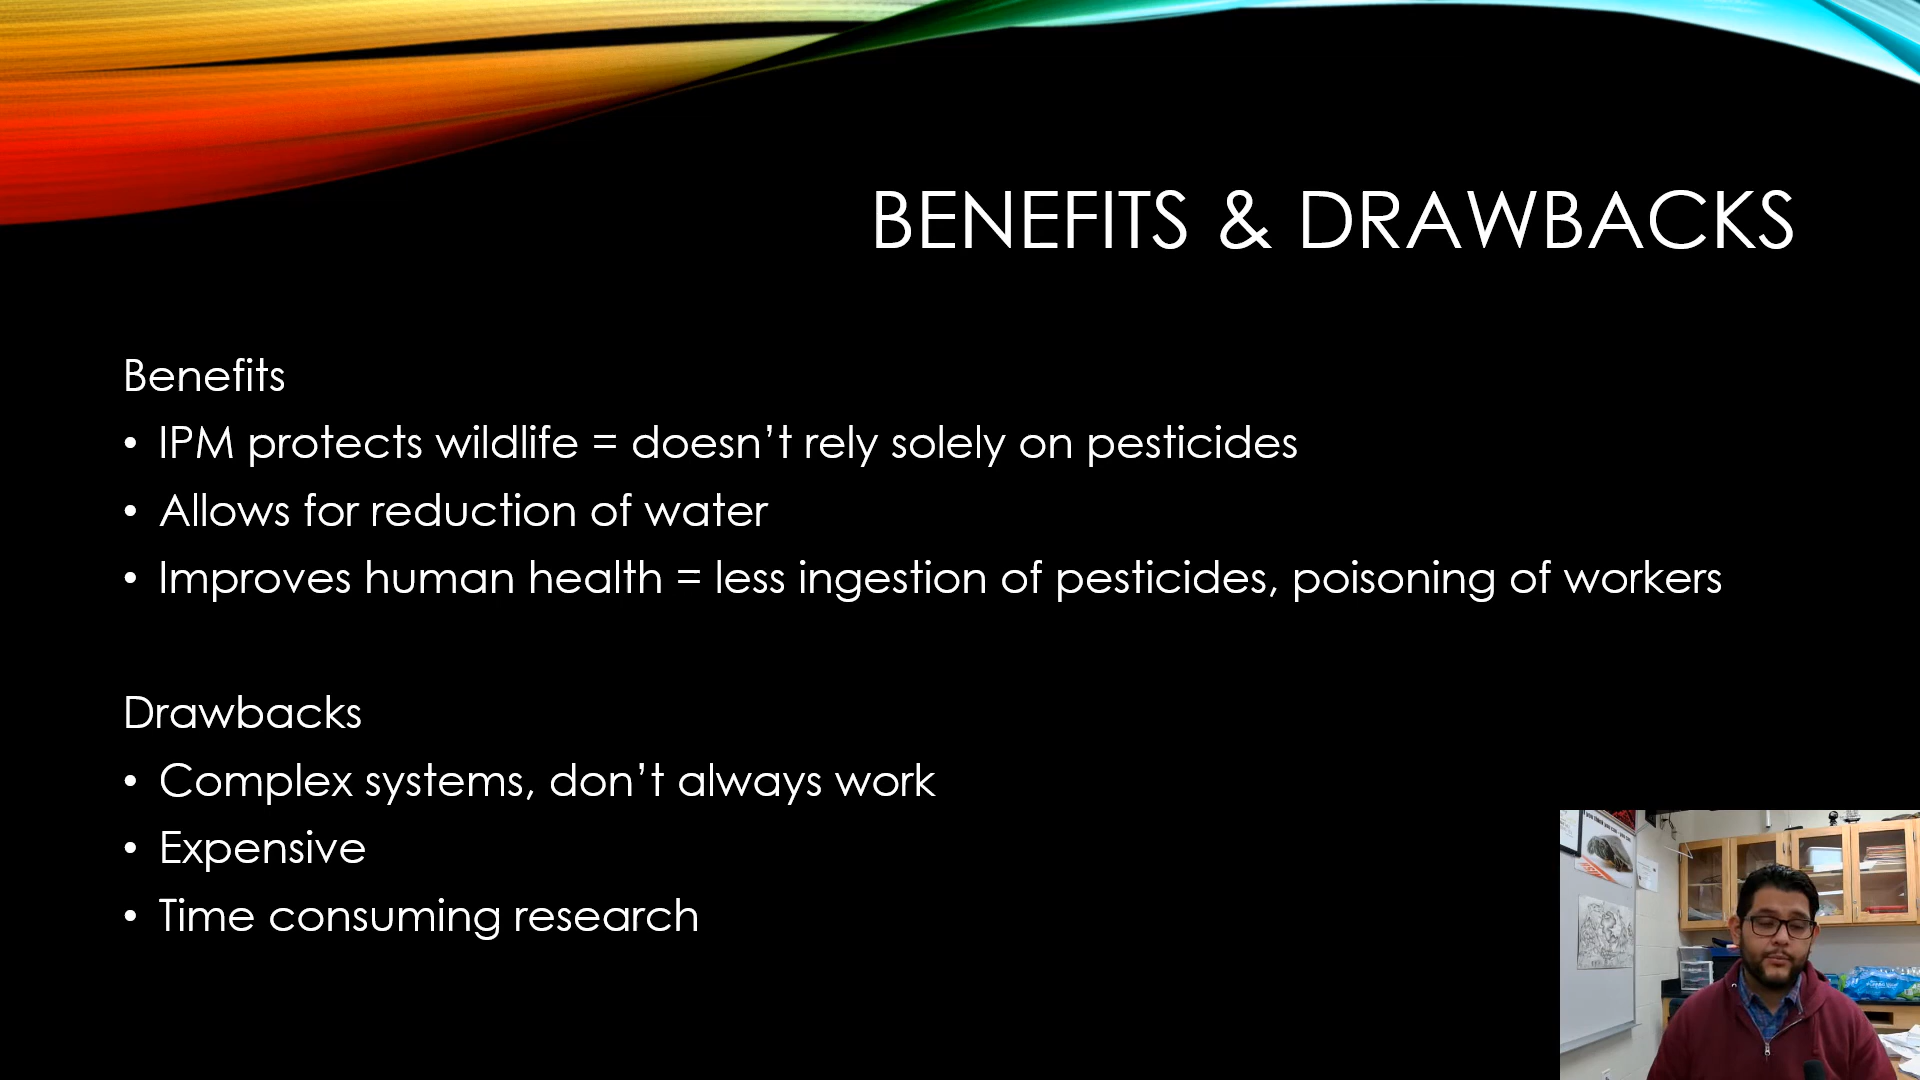 BENEFITS & DRAWBACKS
Benefits
• IPM protects wildlife = doesn’t rely solely on pesticides
• Allows for reduction of water
• Improves human health = less ingestion of pesticides, poisoning of workers
Drawbacks
• Complex systems, don’t always work
• Expensive
• Time consuming research